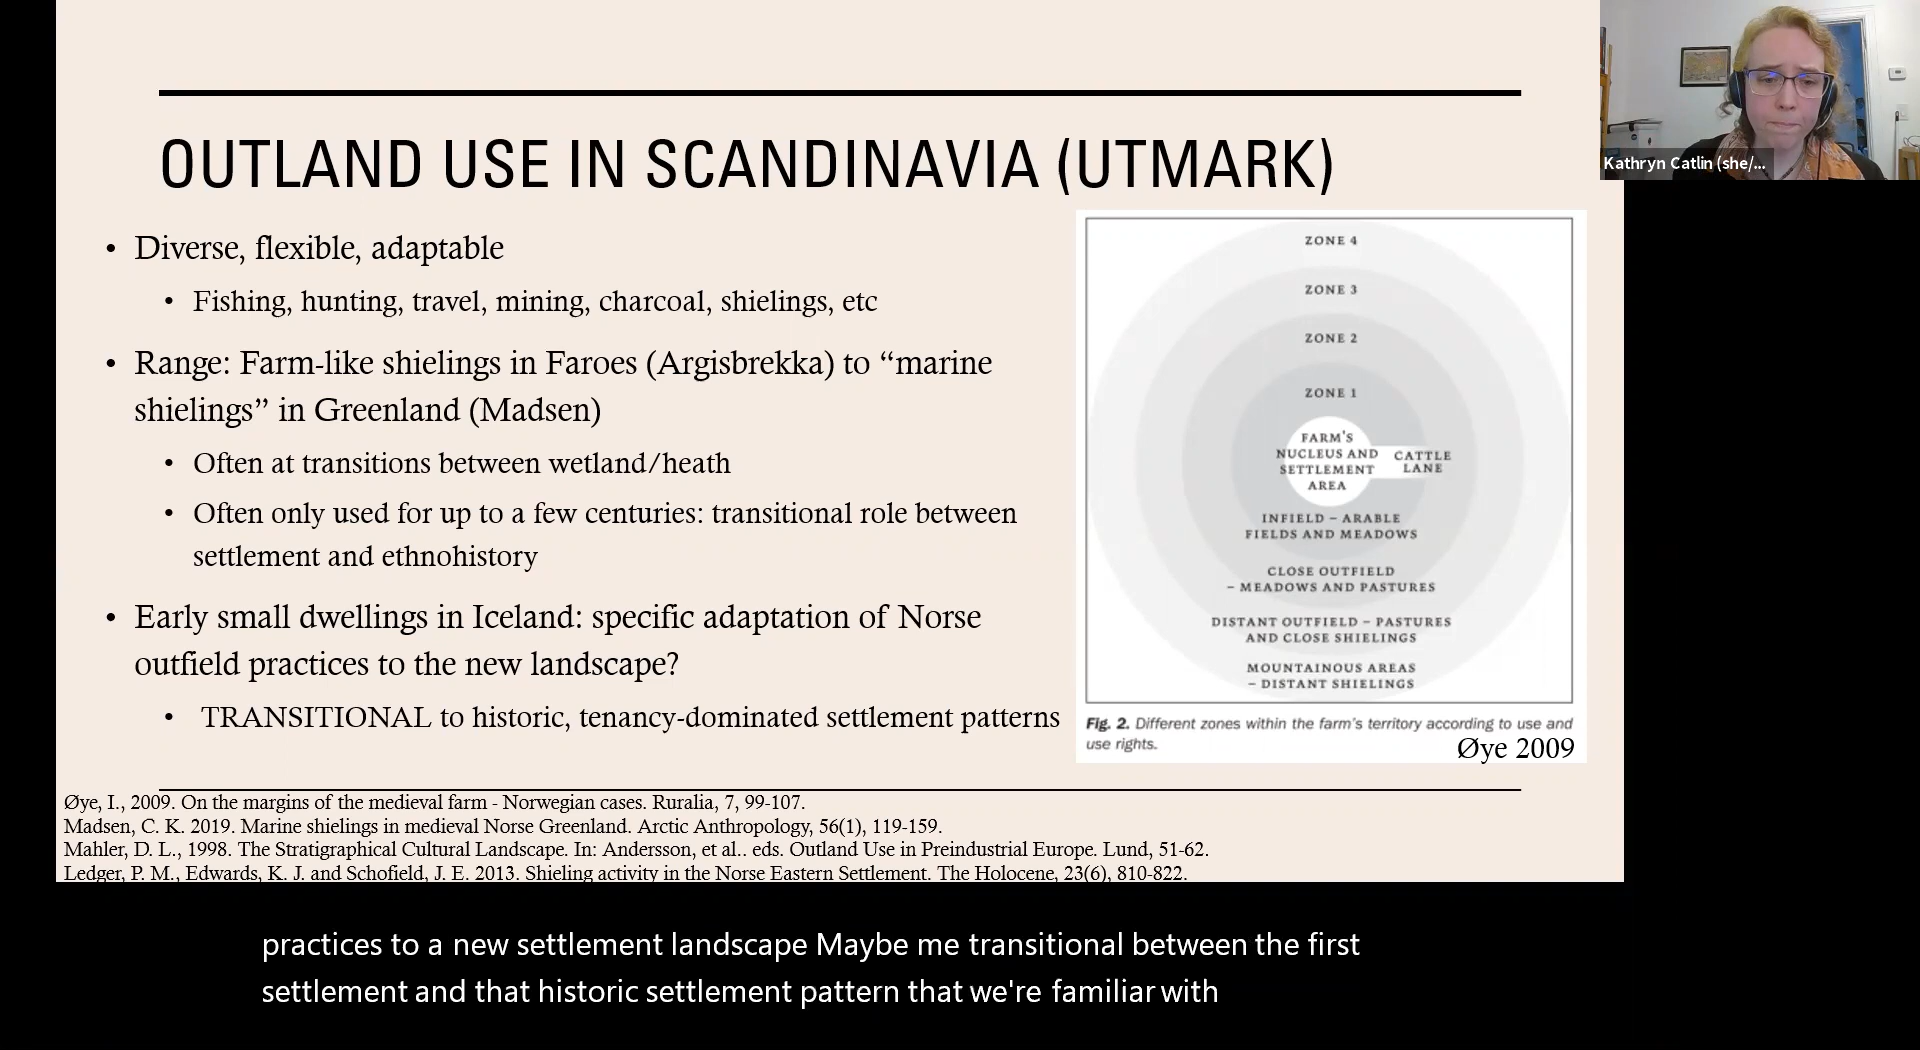 OUTLAND USE IN SCANDINAVIA (UTMARK)
• Diverse, flexible, adaptable
• Fishing, hunting, travel, mining, charcoal, shielings, etc
• Range: Farm-like shielings in Faroes (Argisbrekka) to “marine
shielings” in Greenland (Madsen)
• Often at transitions between wetland/heath
• Often only used for up to a few centuries: transitional role between
settlement and ethnohistory
• Early small dwellings in Iceland: specific adaptation of Norse
outfield practices to the new landscape?
• TRANSITIONAL to historic, tenancy-dominated settlement patterns
ZONE 4
ZONE 3
ZONE 2
ZONE 1
FARM'S
NUCLEUS AND
SETTLEMENT
AREA
CATTLE
LANE
INFIELD – ARABLE
FIELDS AND MEADOWS
CLOSE OUTFIELD
– MEADOWS AND PASTURES
DISTANT OUTFIELD – PASTURES
AND CLOSE SHIELINGS
MOUNTAINOUS AREAS
– DISTANT SHIELINGS
Fig. 2. Different zones within the farm's territory according to use and
use rights.
Øye 2009
Øye, I., 2009. On the margins of the medieval farm - Norwegian cases. Ruralia, 7, 99-107.
Madsen, C. K. 2019. Marine shielings in medieval Norse Greenland. Arctic Anthropology, 56(1), 119-159.
Mahler, D. L., 1998. The Stratigraphical Cultural Landscape. In: Andersson, et al.. eds. Outland Use in Preindustrial Europe. Lund, 51-62.
Ledger, P. M., Edwards, K. J. and Schofield, J. E. 2013. Shieling activity in the Norse Eastern Settlement. The Holocene, 23(6), 810-822.
Kathryn Catlin (she/...
practices to a new settlement landscape Maybe me transitional between the first
settlement and that historic settlement pattern that we're familiar with